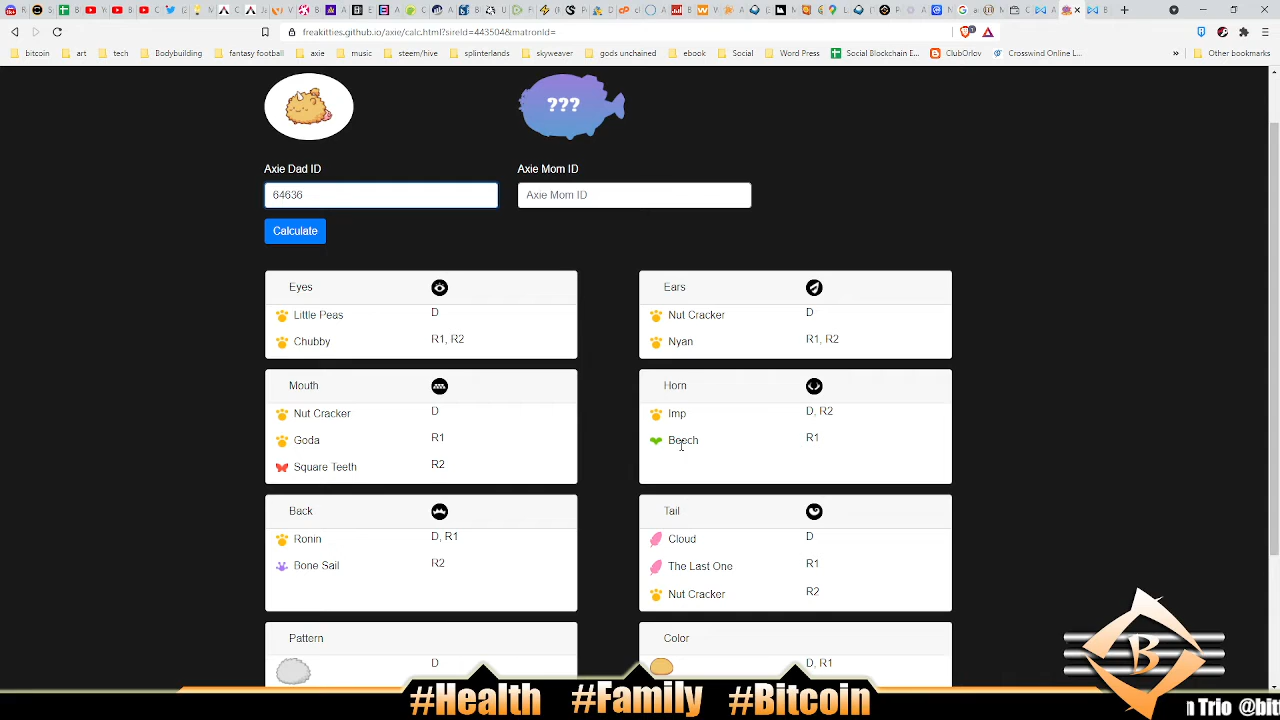 freakitties.github.io/axie/calc.html?sireId=443504&matronId=
bitcoin art tech Bodybuilding fantasy football axie music steem/hive splinterlands skyweaver gods unchained ebook Social Word Press Social Blockchain E... ClubOrlov Crosswind Online L... » Other bookmarks
???
Axie Dad ID Axie Mom ID
64636 Axie Mom ID
Calculate
Eyes
Little Peas D
Chubby R1, R2
Ears
Nut Cracker D
Nyan R1, R2
Mouth
Nut Cracker D
Goda R1
Square Teeth R2
Horn
Imp D, R2
Beech R1
Back
Ronin D, R1
Bone Sail R2
Tail
Cloud D
The Last One R1
Nut Cracker R2
Pattern
D
Color
D, R1
#Health #Family #Bitcoin
B
n Trio @bit